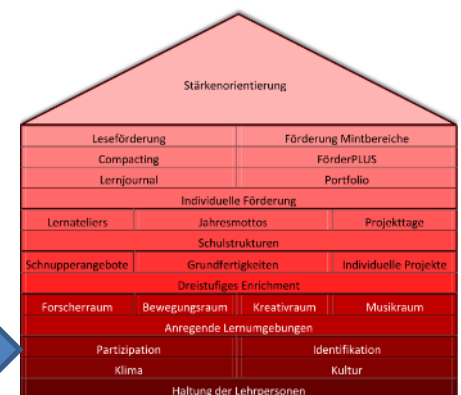 Stärkenorientierung
Leseförderung Förderung Mintbereiche
Compacting FörderPLUS
Lernjournal Portfolio
Individuelle Förderung
Lernateliers Jahresmottos Projekttage
Schulstrukturen
Schnupperangebote Grundfertigkeiten Individuelle Projekte
Dreistufiges Enrichment
Forscherraum Bewegungsraum Kreativraum Musikraum
Anregende Lernumgebungen
Partizipation Identifikation
Klima Kultur
Haltung der Lehrpersonen